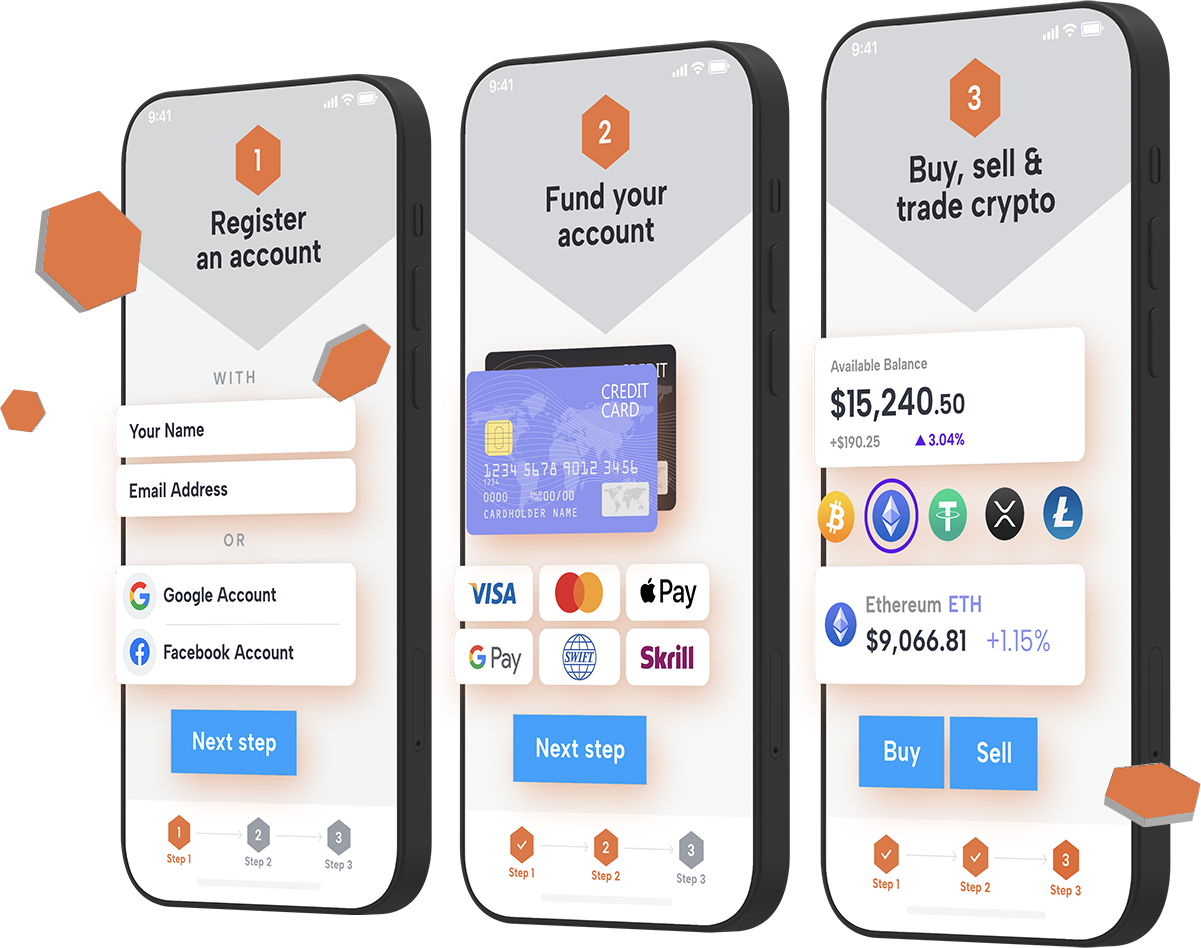 9:41
1
Register
an account
WITH
Your Name
Email Address
OR
Google Account
Facebook Account
Next step
1
2
3
Step 1
Step 2
Step 3
9:41
2
Fund your
account
CREDIT
CREDIT
CARD
1234 5678 9012 3456
1234
0000
00/00
CARDHOLDER NAME
VISA
Pay
G Pay
SWIFT
Skrill
Next step
2
3
Step 1
Step 2
Step 3
9:41
3
Buy, sell &
trade crypto
Available Balance
$15,240.50
+$190.25
3.04%
Ethereum ETH
$9,066.81 +1.15%
Buy
Sell
3
Step 1
Step 2
Step 3